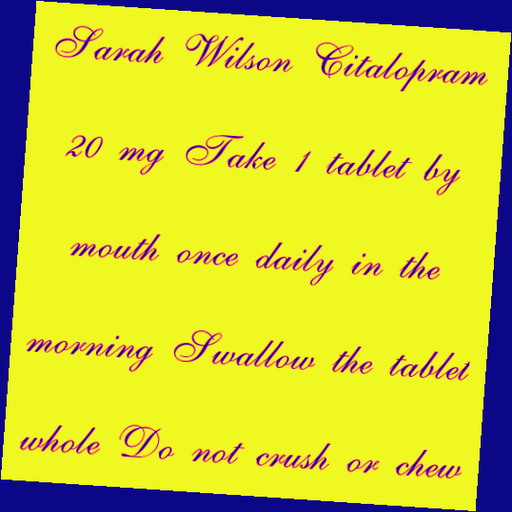 Sarah Wilson Citalopram
20 mg Take 1 tablet by
mouth once daily in the
morning Swallow the tablet
whole Do not crush or chew